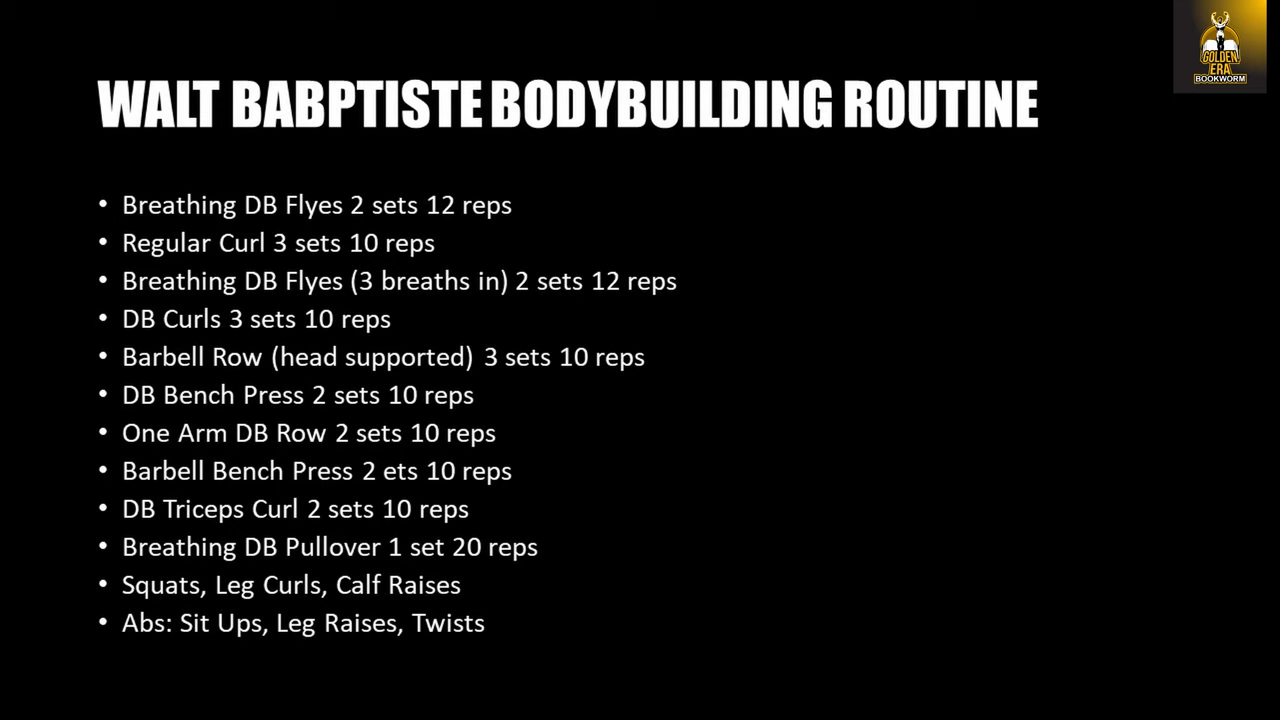 GOLDEN
ERA
BOOKWORM
WALT BABPTISTE BODYBUILDING ROUTINE
• Breathing DB Flyes 2 sets 12 reps
• Regular Curl 3 sets 10 reps
• Breathing DB Flyes (3 breaths in) 2 sets 12 reps
• DB Curls 3 sets 10 reps
• Barbell Row (head supported) 3 sets 10 reps
• DB Bench Press 2 sets 10 reps
• One Arm DB Row 2 sets 10 reps
• Barbell Bench Press 2 ets 10 reps
• DB Triceps Curl 2 sets 10 reps
• Breathing DB Pullover 1 set 20 reps
• Squats, Leg Curls, Calf Raises
• Abs: Sit Ups, Leg Raises, Twists